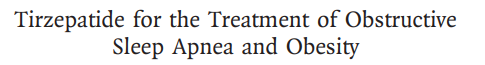 Tirzepatide for the Treatment of Obstructive
Sleep Apnea and Obesity